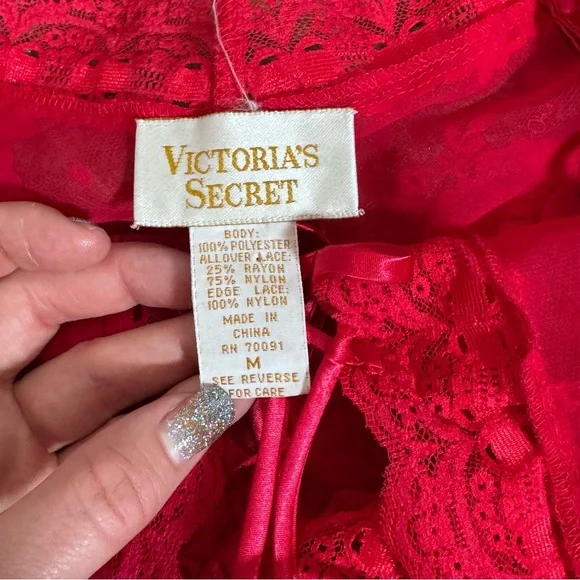 VICTORIA'S
SECRET
BODY:
100% POLYESTER
ALLOVER LACE:
25% RAYON
75% NYLON
EDGE LACE:
100% NYLON
MADE IN
CHINA
RN 70091
M
SEE REVERSE
FOR CARE